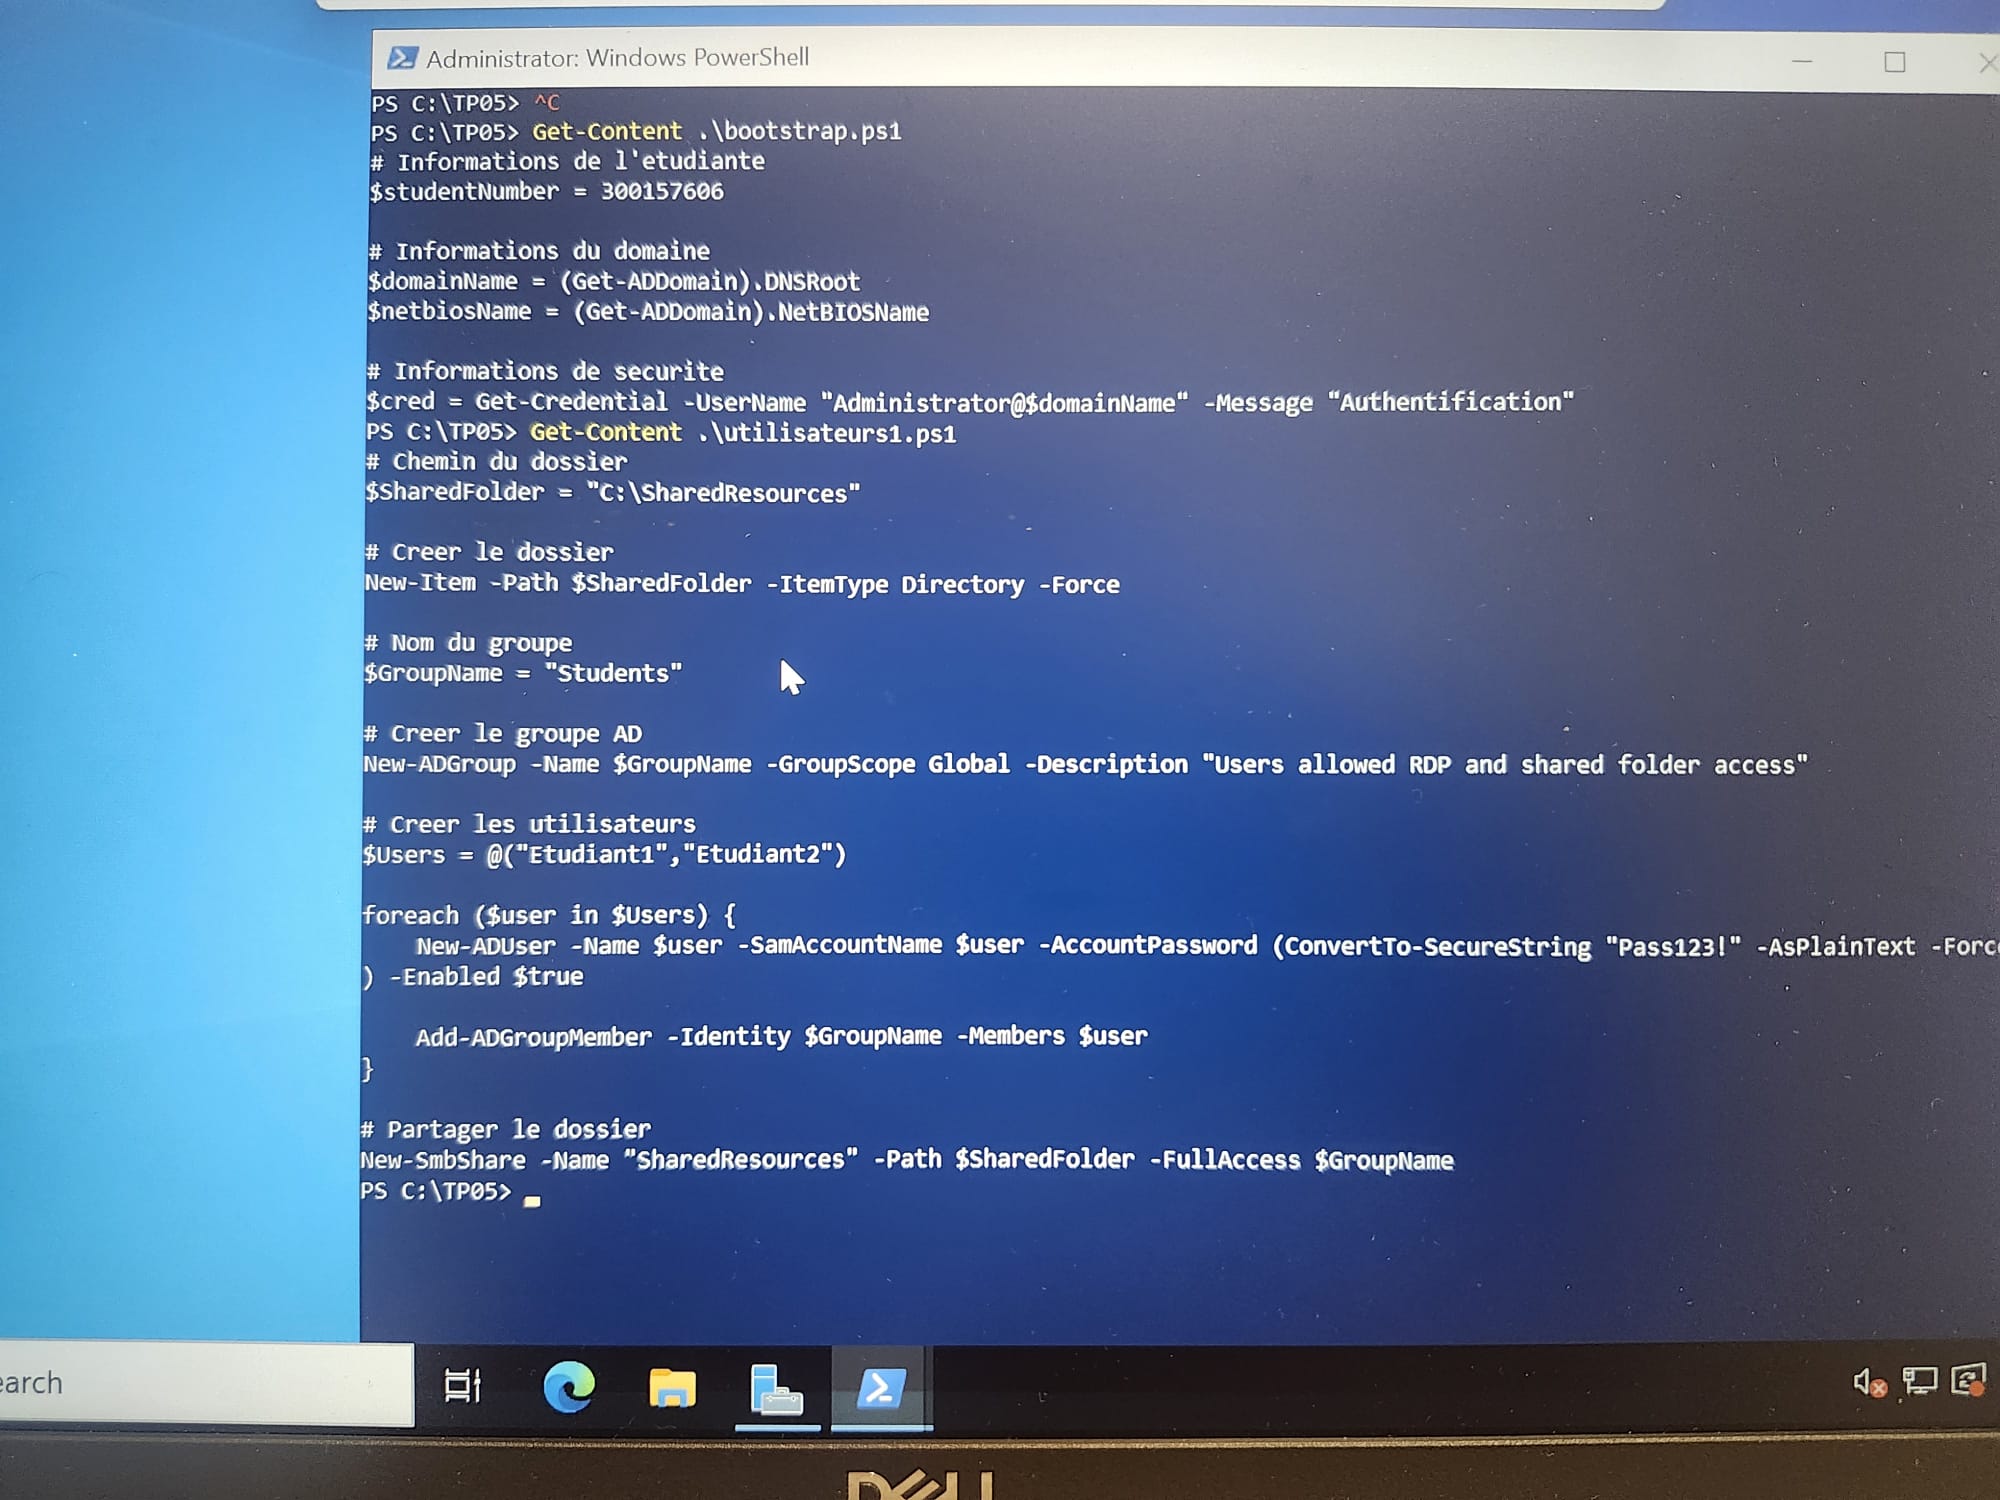 Administrator: Windows PowerShell
PS C:\TP05> ^C
PS C:\TP05> Get-Content .\bootstrap.ps1
# Informations de l'etudiante
$studentNumber = 300157606
# Informations du domaine
$domainName = (Get-ADDomain).DNSRoot
$netbiosName = (Get-ADDomain).NetBIOSName
# Informations de securite
$cred = Get-Credential -UserName "Administrator@$domainName" -Message "Authentification"
PS C:\TP05> Get-Content .\utilisateurs1.ps1
# Chemin du dossier
$SharedFolder = "C:\SharedResources"
# Creer le dossier
New-Item -Path $SharedFolder -ItemType Directory -Force
# Nom du groupe
$GroupName = "Students"
# Creer le groupe AD
New-ADGroup -Name $GroupName -GroupScope Global -Description "Users allowed RDP and shared folder access"
# Creer les utilisateurs
$Users = @("Etudiant1","Etudiant2")
foreach ($user in $Users) {
    New-ADUser -Name $user -SamAccountName $user -AccountPassword (ConvertTo-SecureString "Pass123!" -AsPlainText -Force
) -Enabled $true
    Add-ADGroupMember -Identity $GroupName -Members $user
}
# Partager le dossier
New-SmbShare -Name "SharedResources" -Path $SharedFolder -FullAccess $GroupName
PS C:\TP05>
earch
DELL